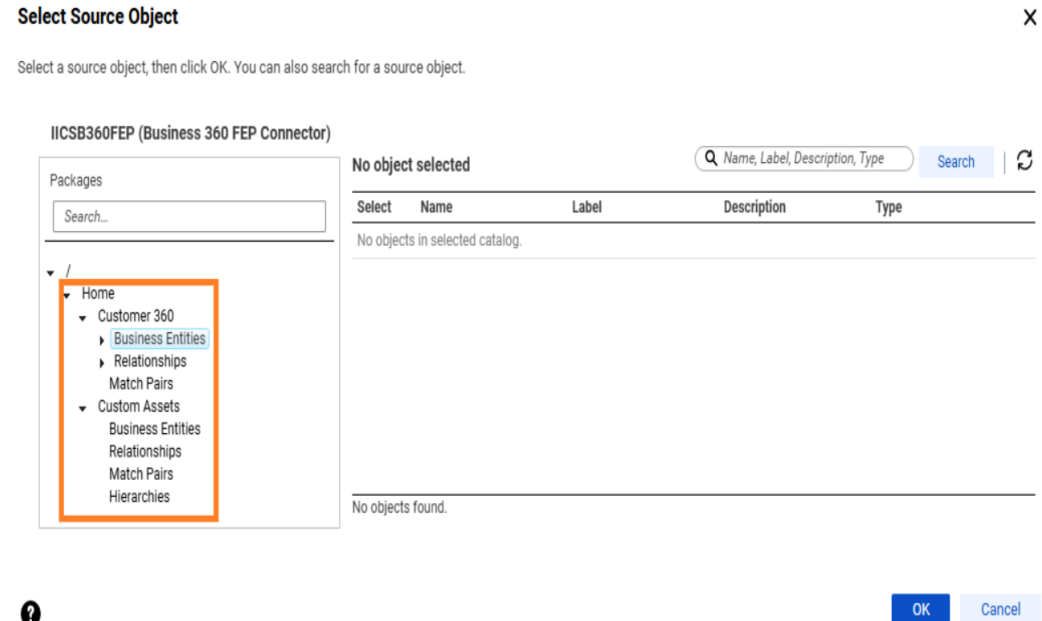 Select Source Object
X
Select a source object, then click OK. You can also search for a source object.
IICSB360FEP (Business 360 FEP Connector)
Packages
Search...
/
Home
Customer 360
Business Entities
Relationships
Match Pairs
Custom Assets
Business Entities
Relationships
Match Pairs
Hierarchies
No object selected
Name, Label, Description, Type
Search
Select Name Label Description Type
No objects in selected catalog.
No objects found.
?
OK Cancel